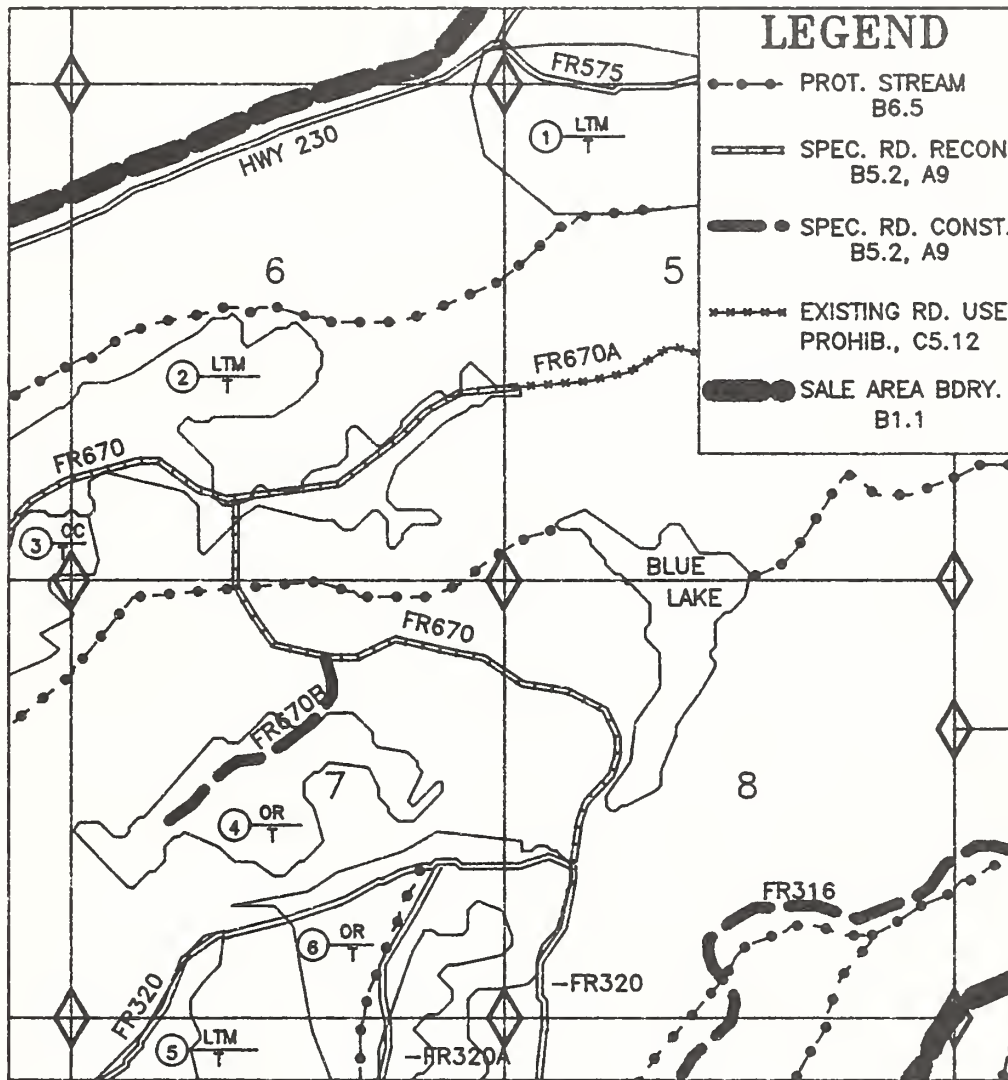 LEGEND
PROT. STREAM
B6.5
SPEC. RD. RECON
B5.2, A9
SPEC. RD. CONST.
B5.2, A9
EXISTING RD. USE
PROHIB., C5.12
SALE AREA BDRY.
B1.1
FR575
1 LTM
T
HWY 230
6
5
FR670A
2 LTM
T
FR670
3 CC
T
BLUE
LAKE
FR670
FR670B
7
8
4 OR
T
FR316
6 OR
T
FR320
-FR320
5 LTM
T
-FR320A